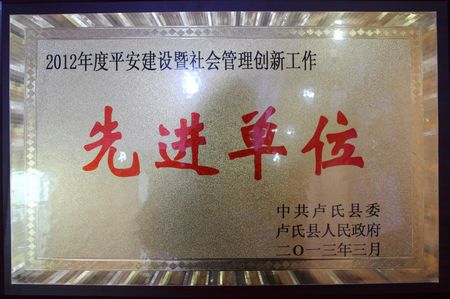 2012年度平安建设暨社会管理创新工作
先进单位
中共卢氏县委
卢氏县人民政府
二〇一三年三月